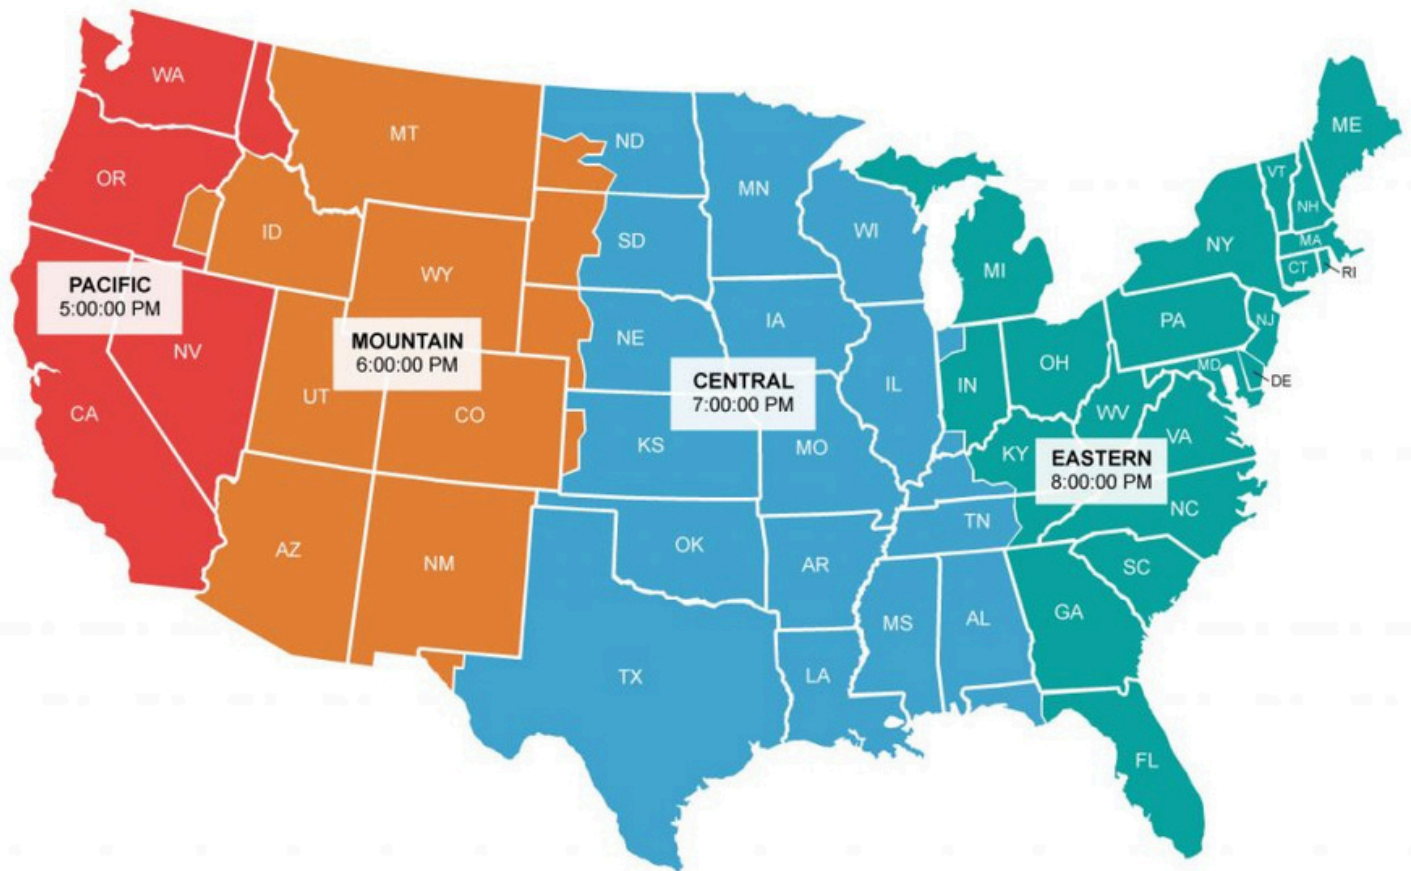 WA
MT
ND
MN
ME
OR
ID
SD
WI
VT
NH
MI
NY
MA
CT
RI
PACIFIC
5:00:00 PM
WY
NE
IA
PA
NJ
NV
MOUNTAIN
6:00:00 PM
CENTRAL
7:00:00 PM
IL
IN
OH
MD
DE
CA
UT
CO
KS
MO
WV
VA
KY
EASTERN
8:00:00 PM
AZ
NM
OK
AR
TN
NC
SC
TX
LA
MS
AL
GA
FL